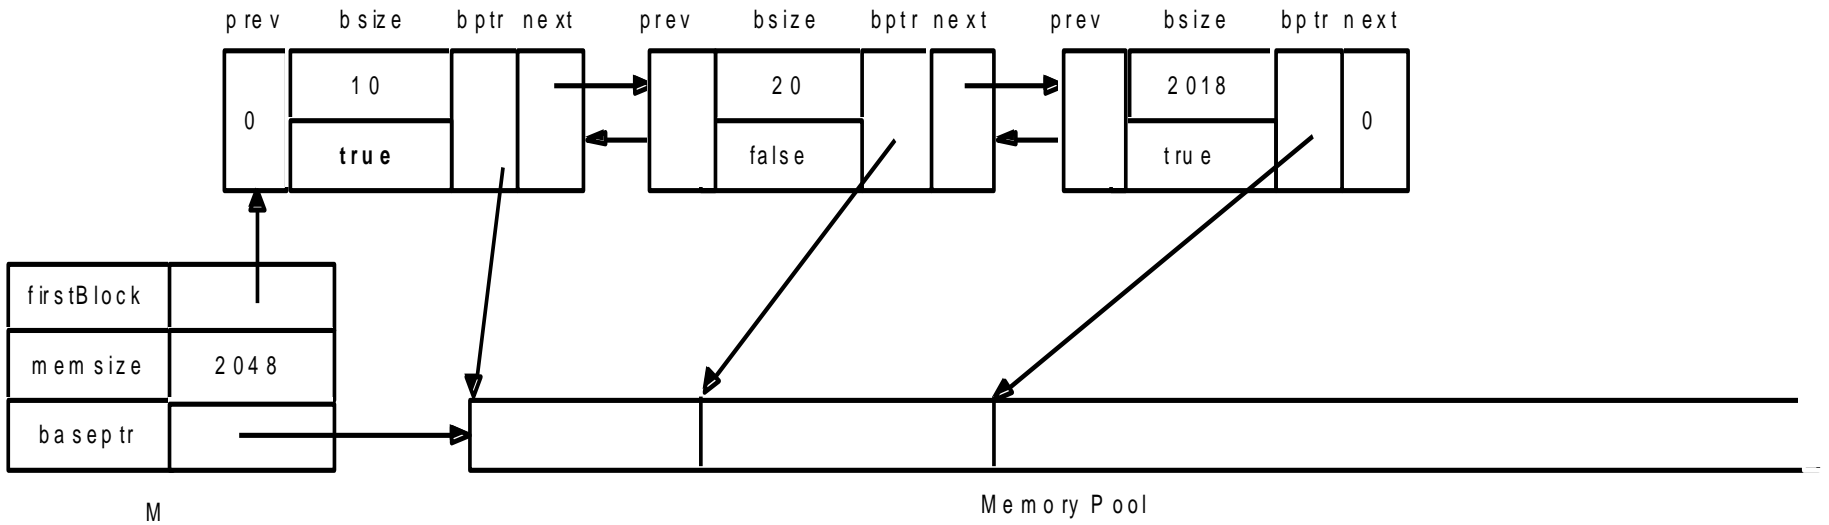 prev bsize bptr next prev bsize bptr next prev bsize bptr next
10 20 2018
0 0
true false true
firstBlock
memsize 2048
baseptr
M Memory Pool